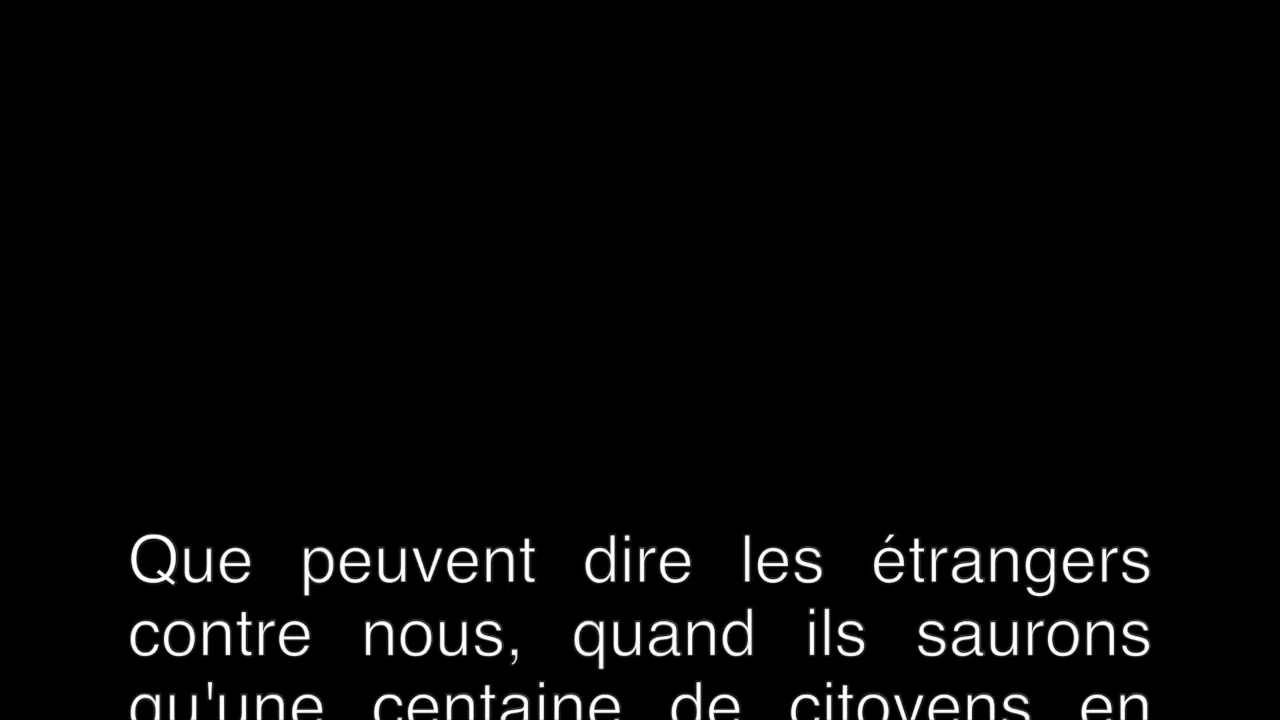 Que peuvent dire les étrangers
contre nous, quand ils saurons
qu'une centaine de citoyens en